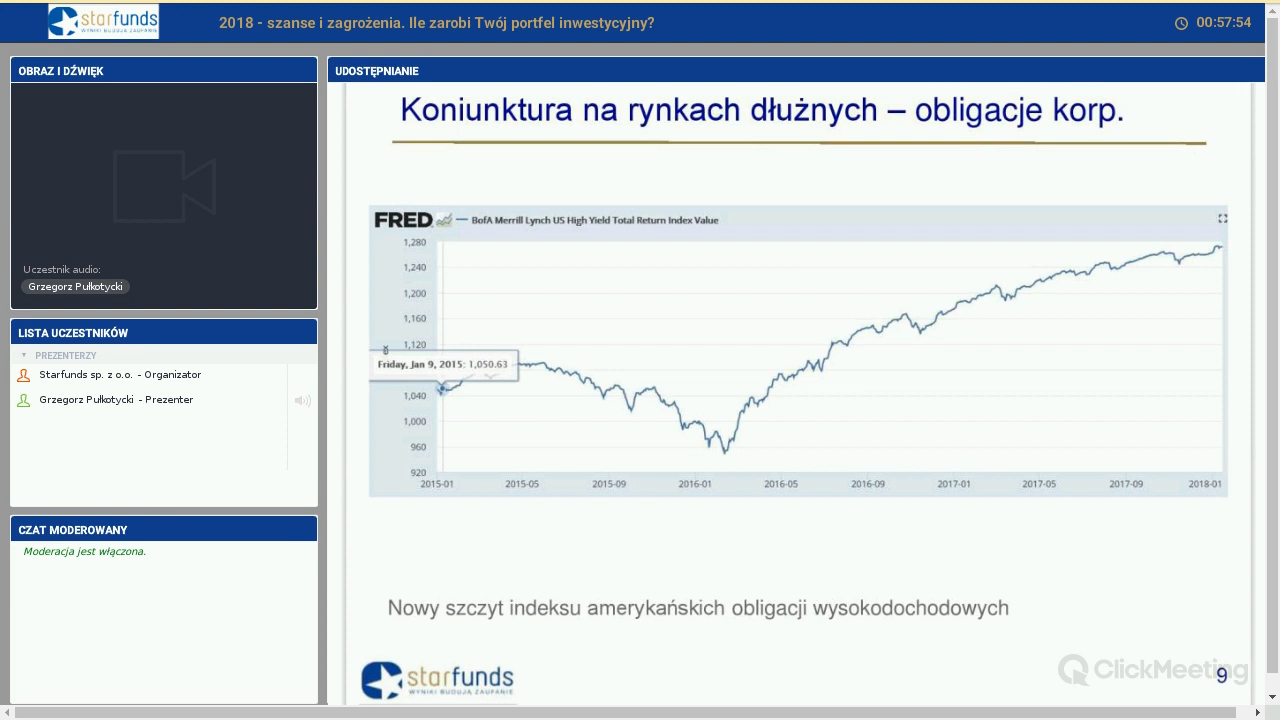 starfunds
WYNIKI BUDUJĄ ZAUFANIE
2018 - szanse i zagrożenia. Ile zarobi Twój portfel inwestycyjny?
00:57:54
OBRAZ I DŹWIĘK
Uczestnik audio:
Grzegorz Pułkotycki
LISTA UCZESTNIKÓW
PREZENTERZY
Starfunds sp. z o.o. - Organizator
Grzegorz Pułkotycki - Prezenter
CZAT MODEROWANY
Moderacja jest włączona.
UDOSTĘPNIANIE
Koniunktura na rynkach dłużnych – obligacje korp.
FRED
BofA Merrill Lynch US High Yield Total Return Index Value
1,280
1,240
1,200
1,160
1,120
Friday, Jan 9, 2015: 1,050.63
1,040
1,000
960
920
2015-01 2015-05 2015-09 2016-01 2016-05 2016-09 2017-01 2017-05 2017-09 2018-01
Nowy szczyt indeksu amerykańskich obligacji wysokodochodowych
starfunds
WYNIKI BUDUJĄ ZAUFANIE
ClickMeeting
9